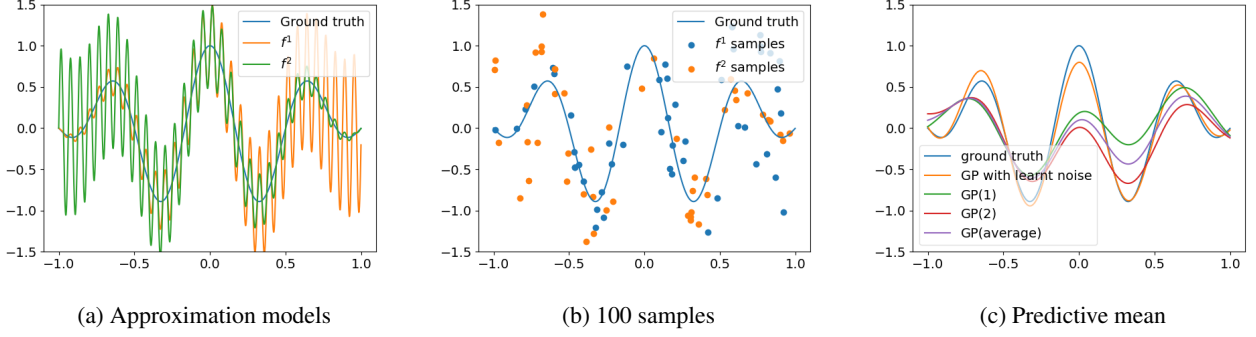 1.5
1.0
0.5
0.0
−0.5
−1.0
−1.5
−1.0
−0.5
0.0
0.5
1.0
Ground truth
f¹
f²
(a) Approximation models
1.5
1.0
0.5
0.0
−0.5
−1.0
−1.5
−1.0
−0.5
0.0
0.5
1.0
Ground truth
f¹ samples
f² samples
(b) 100 samples
1.5
1.0
0.5
0.0
−0.5
−1.0
−1.5
−1.0
−0.5
0.0
0.5
1.0
ground truth
GP with learnt noise
GP(1)
GP(2)
GP(average)
(c) Predictive mean